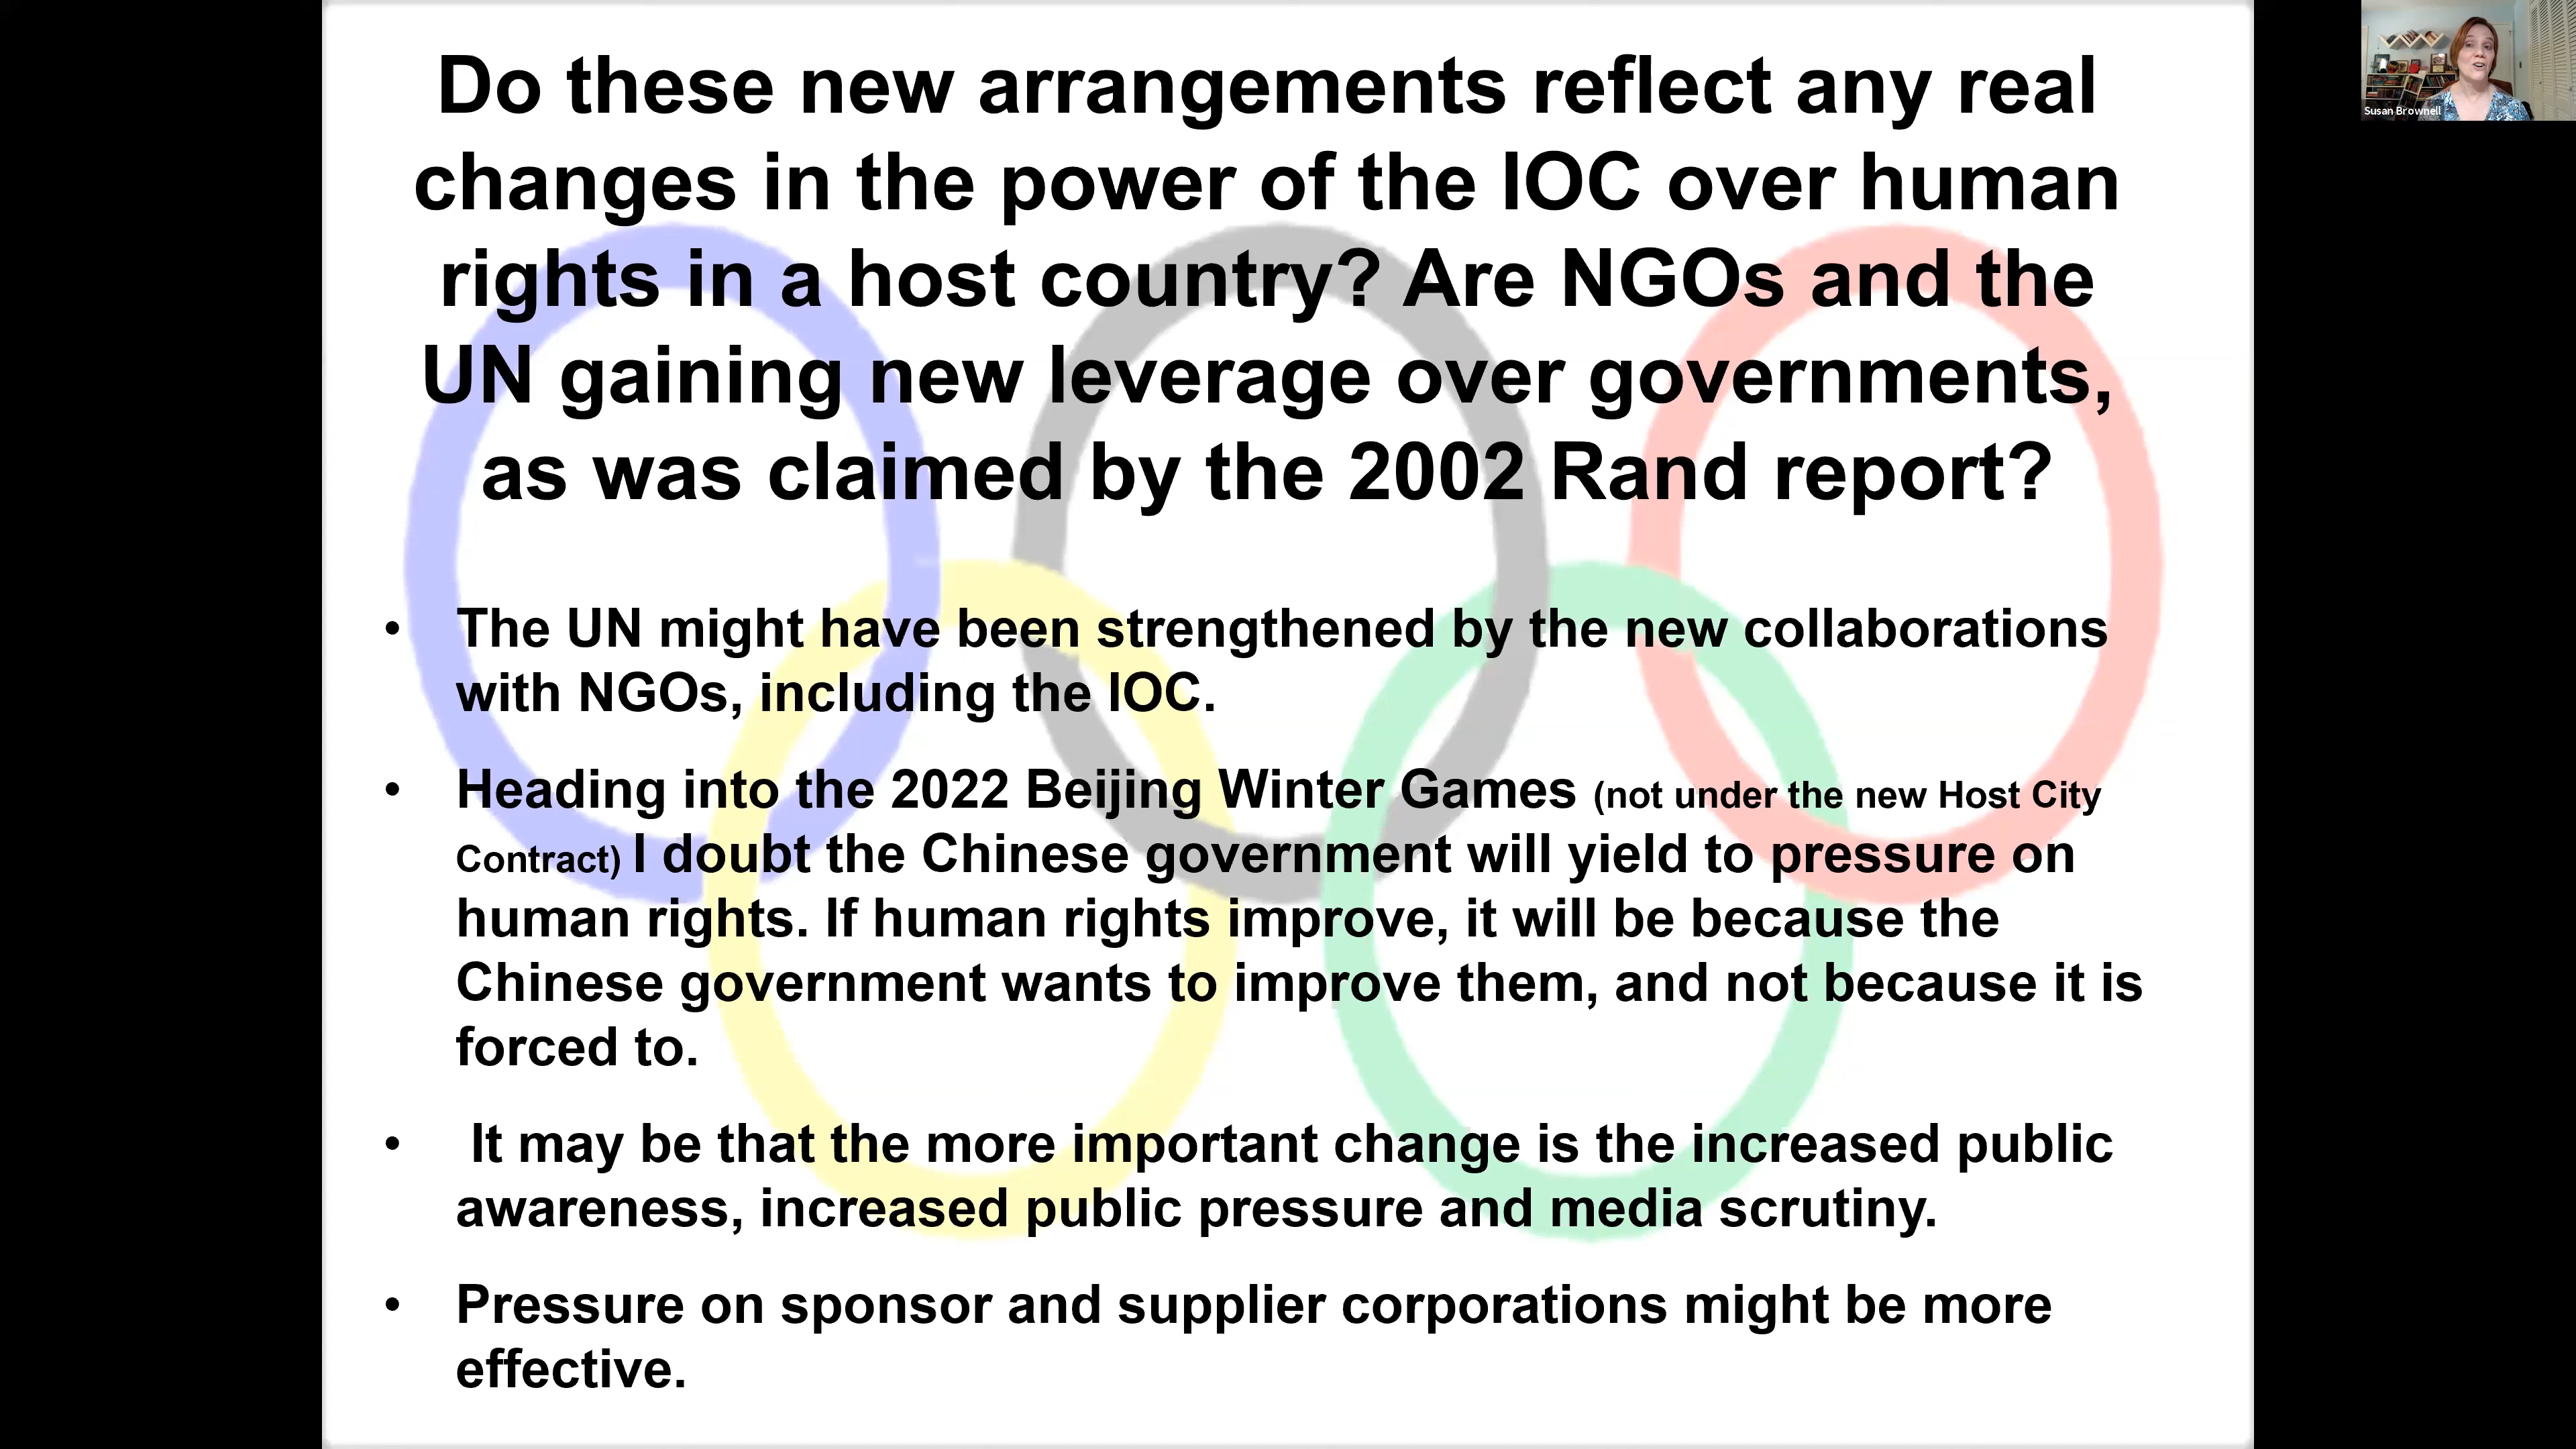 Do these new arrangements reflect any real
changes in the power of the IOC over human
rights in a host country? Are NGOs and the
UN gaining new leverage over governments,
as was claimed by the 2002 Rand report?
• The UN might have been strengthened by the new collaborations
with NGOs, including the IOC.
• Heading into the 2022 Beijing Winter Games (not under the new Host City
Contract) I doubt the Chinese government will yield to pressure on
human rights. If human rights improve, it will be because the
Chinese government wants to improve them, and not because it is
forced to.
• It may be that the more important change is the increased public
awareness, increased public pressure and media scrutiny.
• Pressure on sponsor and supplier corporations might be more
effective.
Susan Brownell